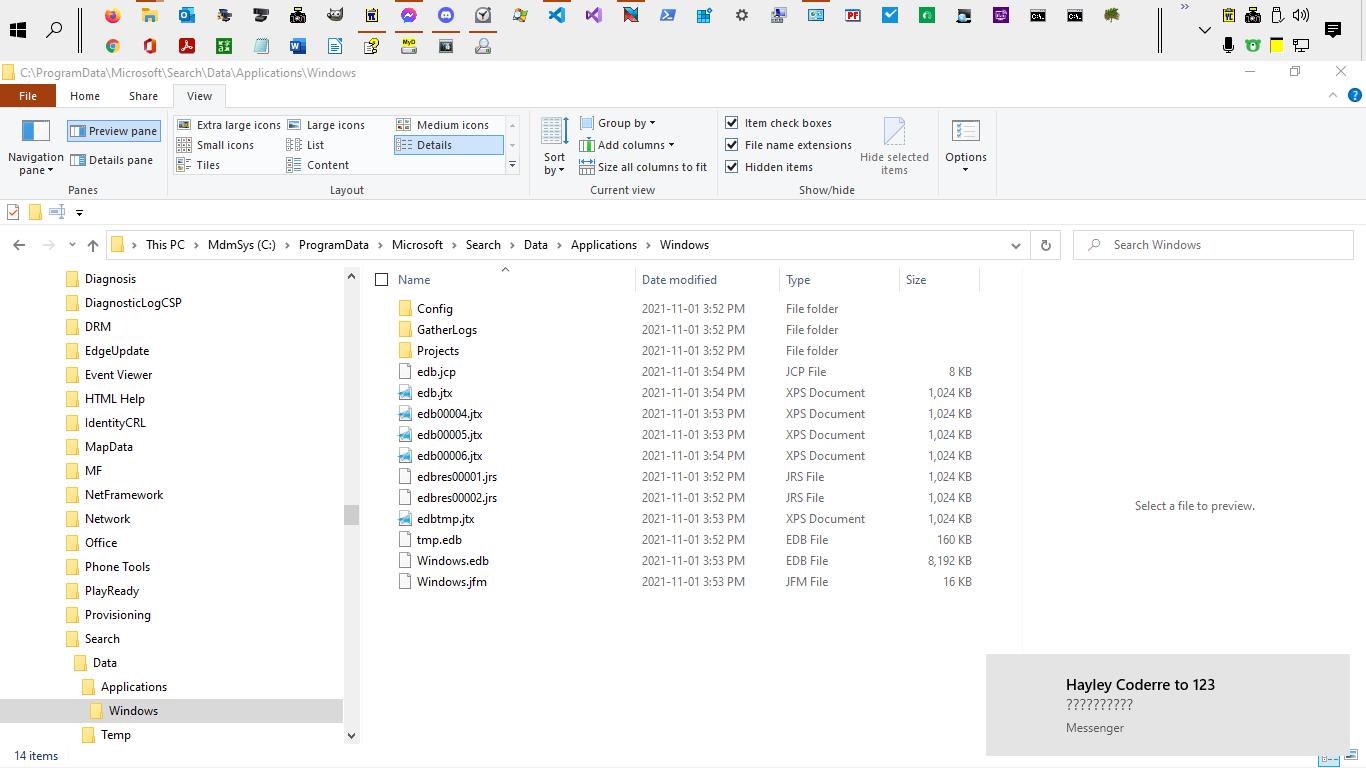 C:\ProgramData\Microsoft\Search\Data\Applications\Windows
File Home Share View
Navigation pane
Preview pane
Details pane
Panes
Extra large icons Large icons Medium icons
Small icons List Details
Tiles Content
Layout
Sort by
Group by
Add columns
Size all columns to fit
Current view
Item check boxes
File name extensions
Hidden items
Hide selected items
Show/hide
Options
This PC > MdmSys (C:) > ProgramData > Microsoft > Search > Data > Applications > Windows
Search Windows
Diagnosis
DiagnosticLogCSP
DRM
EdgeUpdate
Event Viewer
HTML Help
IdentityCRL
MapData
MF
NetFramework
Network
Office
Phone Tools
PlayReady
Provisioning
Search
Data
Applications
Windows
Temp
Name Date modified Type Size
Config 2021-11-01 3:52 PM File folder
GatherLogs 2021-11-01 3:52 PM File folder
Projects 2021-11-01 3:52 PM File folder
edb.jcp 2021-11-01 3:54 PM JCP File 8 KB
edb.jtx 2021-11-01 3:54 PM XPS Document 1,024 KB
edb00004.jtx 2021-11-01 3:53 PM XPS Document 1,024 KB
edb00005.jtx 2021-11-01 3:53 PM XPS Document 1,024 KB
edb00006.jtx 2021-11-01 3:54 PM XPS Document 1,024 KB
edbres00001.jrs 2021-11-01 3:52 PM JRS File 1,024 KB
edbres00002.jrs 2021-11-01 3:52 PM JRS File 1,024 KB
edbtmp.jtx 2021-11-01 3:53 PM XPS Document 1,024 KB
tmp.edb 2021-11-01 3:52 PM EDB File 160 KB
Windows.edb 2021-11-01 3:53 PM EDB File 8,192 KB
Windows.jfm 2021-11-01 3:53 PM JFM File 16 KB
Select a file to preview.
Hayley Coderre to 123
??????????
Messenger
14 items